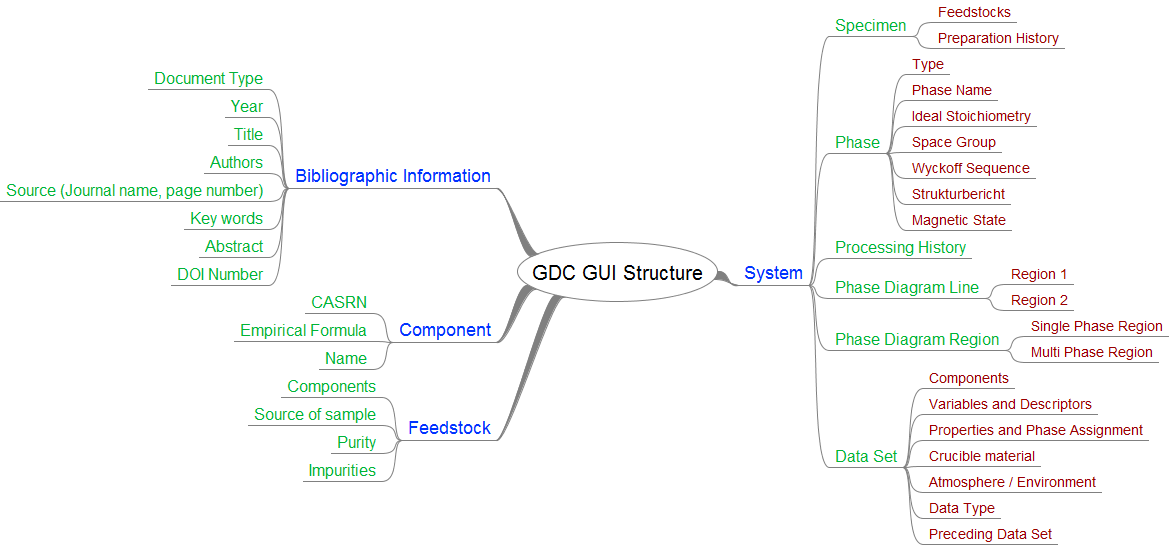 GDC GUI Structure
Bibliographic Information
Document Type
Year
Title
Authors
Source (Journal name, page number)
Key words
Abstract
DOI Number
Component
CASRN
Empirical Formula
Name
Feedstock
Components
Source of sample
Purity
Impurities
System
Specimen
Feedstocks
Preparation History
Phase
Type
Phase Name
Ideal Stoichiometry
Space Group
Wyckoff Sequence
Strukturbericht
Magnetic State
Processing History
Phase Diagram Line
Region 1
Region 2
Phase Diagram Region
Single Phase Region
Multi Phase Region
Data Set
Components
Variables and Descriptors
Properties and Phase Assignment
Crucible material
Atmosphere / Environment
Data Type
Preceding Data Set